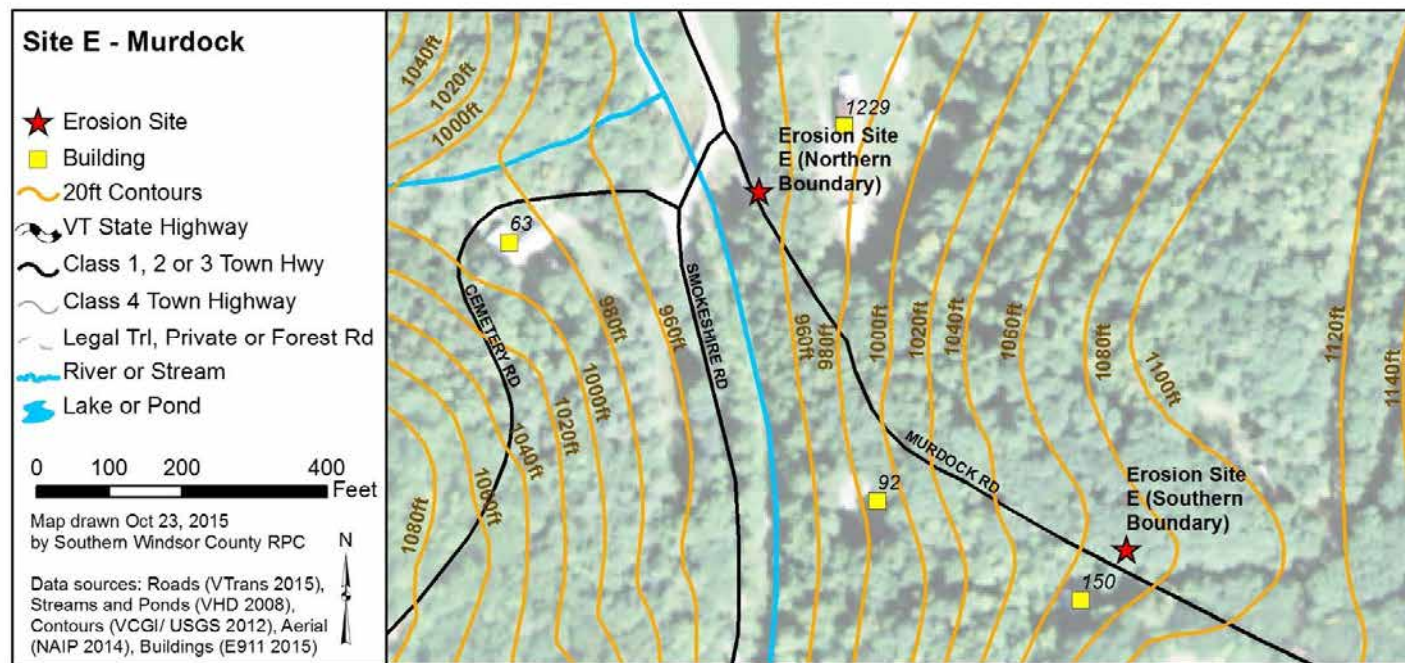 Site E - Murdock
Erosion Site
Building
20ft Contours
VT State Highway
Class 1, 2 or 3 Town Hwy
Class 4 Town Highway
Legal Trl, Private or Forest Rd
River or Stream
Lake or Pond
0 100 200 400
Feet
Map drawn Oct 23, 2015
by Southern Windsor County RPC
N
Data sources: Roads (VTrans 2015),
Streams and Ponds (VHD 2008),
Contours (VCGI/ USGS 2012), Aerial
(NAIP 2014), Buildings (E911 2015)
1040ft
1020ft
1000ft
1229
Erosion Site
E (Northern
Boundary)
63
CEMETERY RD
SMOKESHIRE RD
980ft
960ft
1000ft
1020ft
1040ft
1000ft
1080ft
960ft
980ft
1000ft
1020ft
1040ft
1060ft
1080ft
1100ft
1120ft
1140ft
MURDOCK RD
92
Erosion Site
E (Southern
Boundary)
150